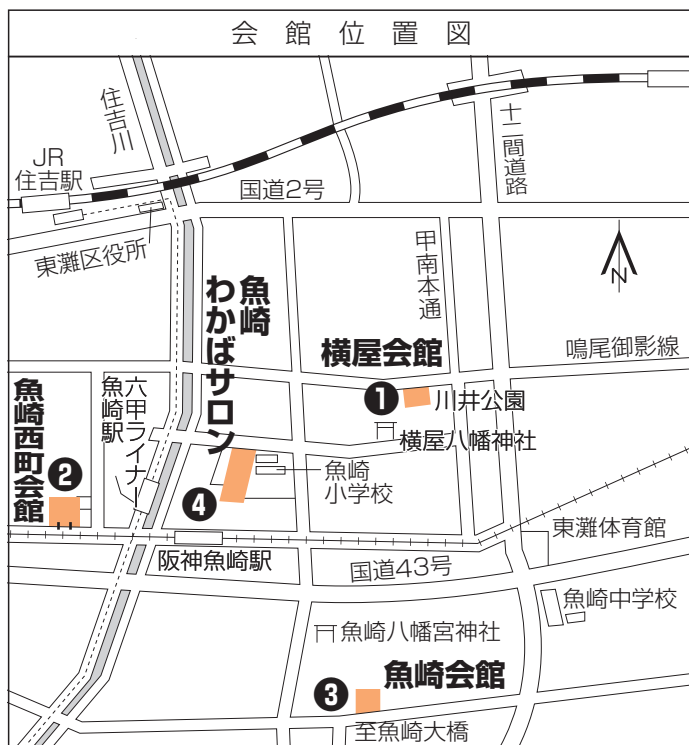 会館位置図
住吉川
JR
住吉駅
十二間道路
国道2号
東灘区役所
甲南本通
N
魚崎
わかばサロン
横屋会館
鳴尾御影線
❶
川井公園
横屋八幡神社
魚崎西町会館
❷
六甲ライナー
魚崎駅
❹
魚崎
小学校
阪神魚崎駅
国道43号
東灘体育館
魚崎中学校
魚崎八幡宮神社
❸
魚崎会館
至魚崎大橋